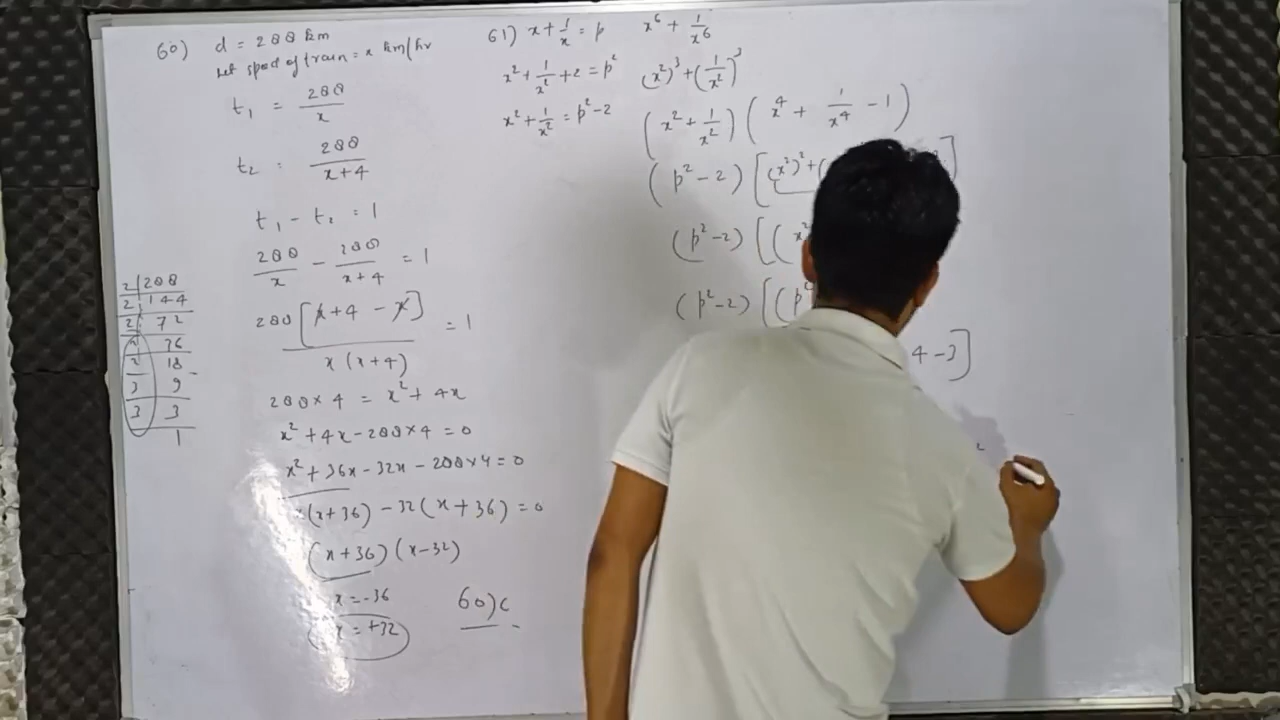 60) d = 288 km
let speed of train = x km/hr
t₁ = 288/x
t₂ = 288/x+4
t₁ - t₂ = 1
288/x - 288/x+4 = 1
288[x+4 - x]/x(x+4) = 1
288×4 = x² + 4x
x² + 4x - 288×4 = 0
x² + 36x - 32x - 288×4 = 0
(x+36) - 32(x+36) = 0
(x+36)(x-32)
x = -36
x = +32
60) c
2 288
2 144
2 72
2 36
2 18
3 9
3 3
1
61) x + 1/x = p
x² + 1/x² + 2 = p²
x² + 1/x² = p² - 2
x⁶ + 1/x⁶
(x²)³ + (1/x²)³
(x² + 1/x²)(x⁴ + 1/x⁴ - 1)
(p² - 2)[(x²)² + (
(p² - 2)[(x²
(p² - 2)[(p²
4 - 3]